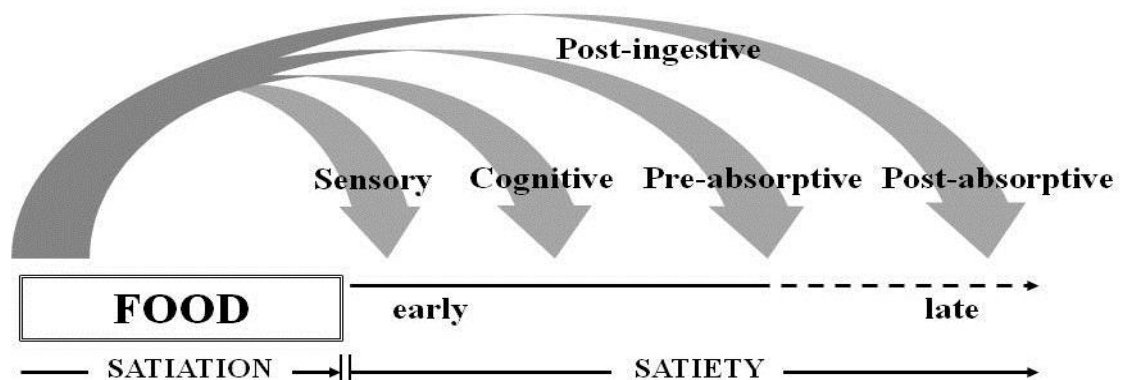 Post-ingestive
Sensory Cognitive Pre-absorptive Post-absorptive
FOOD
early late
SATIATION SATIETY